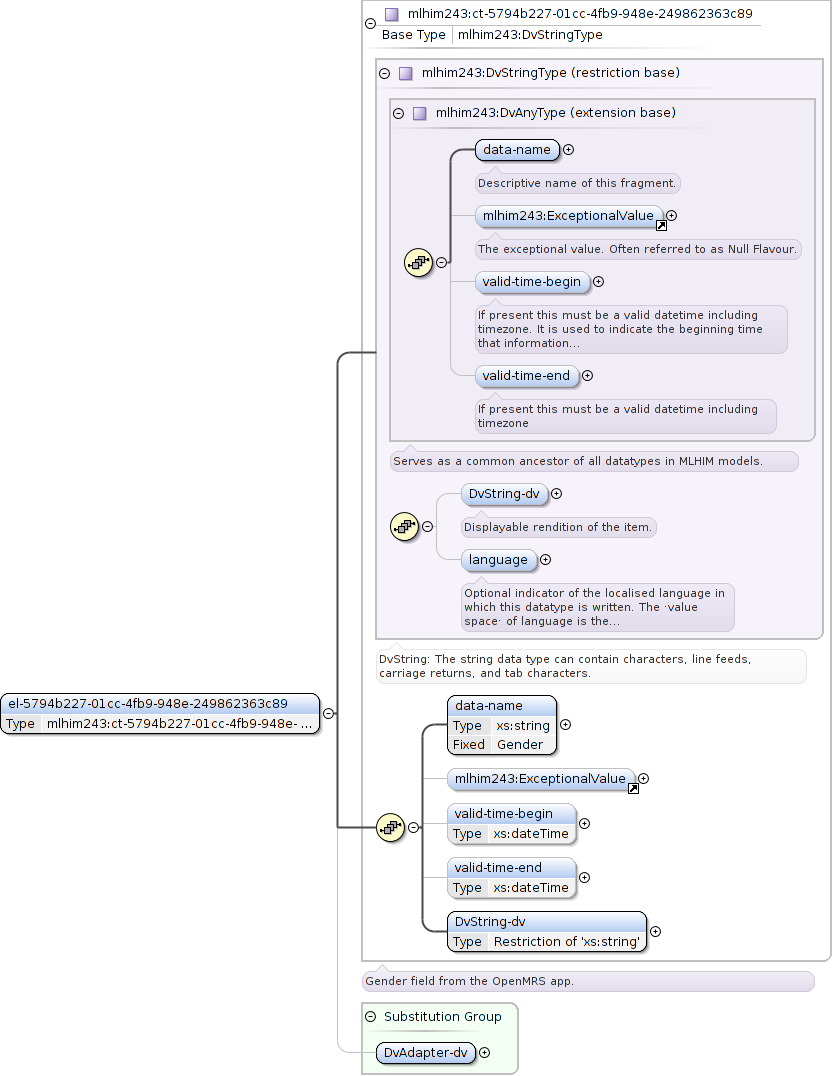 mlhim243:ct-5794b227-01cc-4fb9-948e-249862363c89
Base Type mlhim243:DvStringType
mlhim243:DvStringType (restriction base)
mlhim243:DvAnyType (extension base)
data-name
Descriptive name of this fragment.
mlhim243:ExceptionalValue
The exceptional value. Often referred to as Null Flavour.
valid-time-begin
If present this must be a valid datetime including
timezone. It is used to indicate the beginning time
that information...
valid-time-end
If present this must be a valid datetime including
timezone
Serves as a common ancestor of all datatypes in MLHIM models.
DvString-dv
Displayable rendition of the item.
language
Optional indicator of the localised language in
which this datatype is written. The ·value
space· of language is the...
DvString: The string data type can contain characters, line feeds,
carriage returns, and tab characters.
el-5794b227-01cc-4fb9-948e-249862363c89
Type mlhim243:ct-5794b227-01cc-4fb9-948e- ...
data-name
Type xs:string
Fixed Gender
mlhim243:ExceptionalValue
valid-time-begin
Type xs:dateTime
valid-time-end
Type xs:dateTime
DvString-dv
Type Restriction of 'xs:string'
Gender field from the OpenMRS app.
Substitution Group
DvAdapter-dv